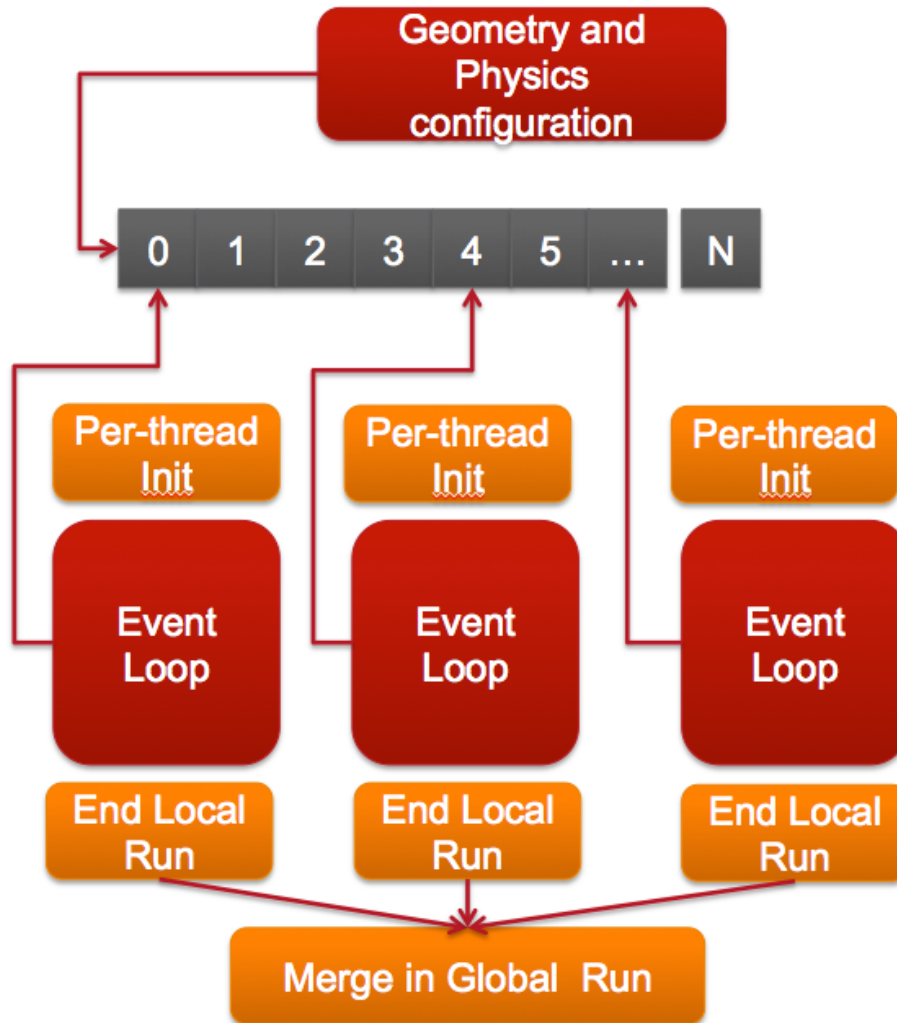 Geometry and
Physics
configuration
0 1 2 3 4 5 ... N
Per-thread
Init
Per-thread
Init
Per-thread
Init
Event
Loop
Event
Loop
Event
Loop
End Local
Run
End Local
Run
End Local
Run
Merge in Global Run